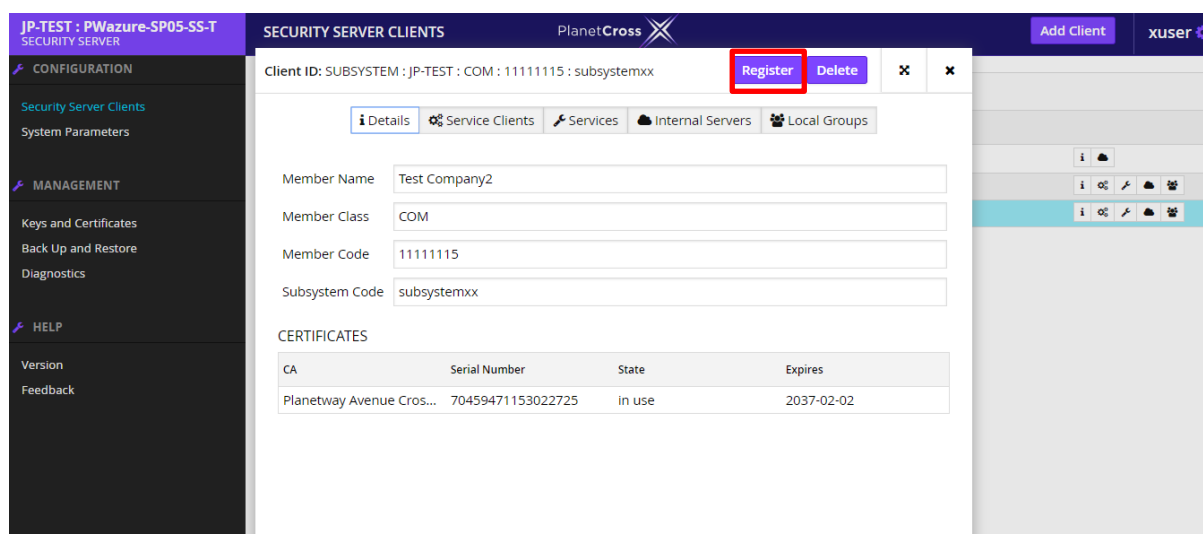 JP-TEST : PWazure-SP05-SS-T
SECURITY SERVER
SECURITY SERVER CLIENTS
PlanetCross
Add Client
xuser
CONFIGURATION
Security Server Clients
System Parameters
MANAGEMENT
Keys and Certificates
Back Up and Restore
Diagnostics
HELP
Version
Feedback
Client ID: SUBSYSTEM : JP-TEST : COM : 11111115 : subsystemxx
Register
Delete
Details
Service Clients
Services
Internal Servers
Local Groups
Member Name Test Company2
Member Class COM
Member Code 11111115
Subsystem Code subsystemxx
CERTIFICATES
CA Serial Number State Expires
Planetway Avenue Cros... 70459471153022725 in use 2037-02-02